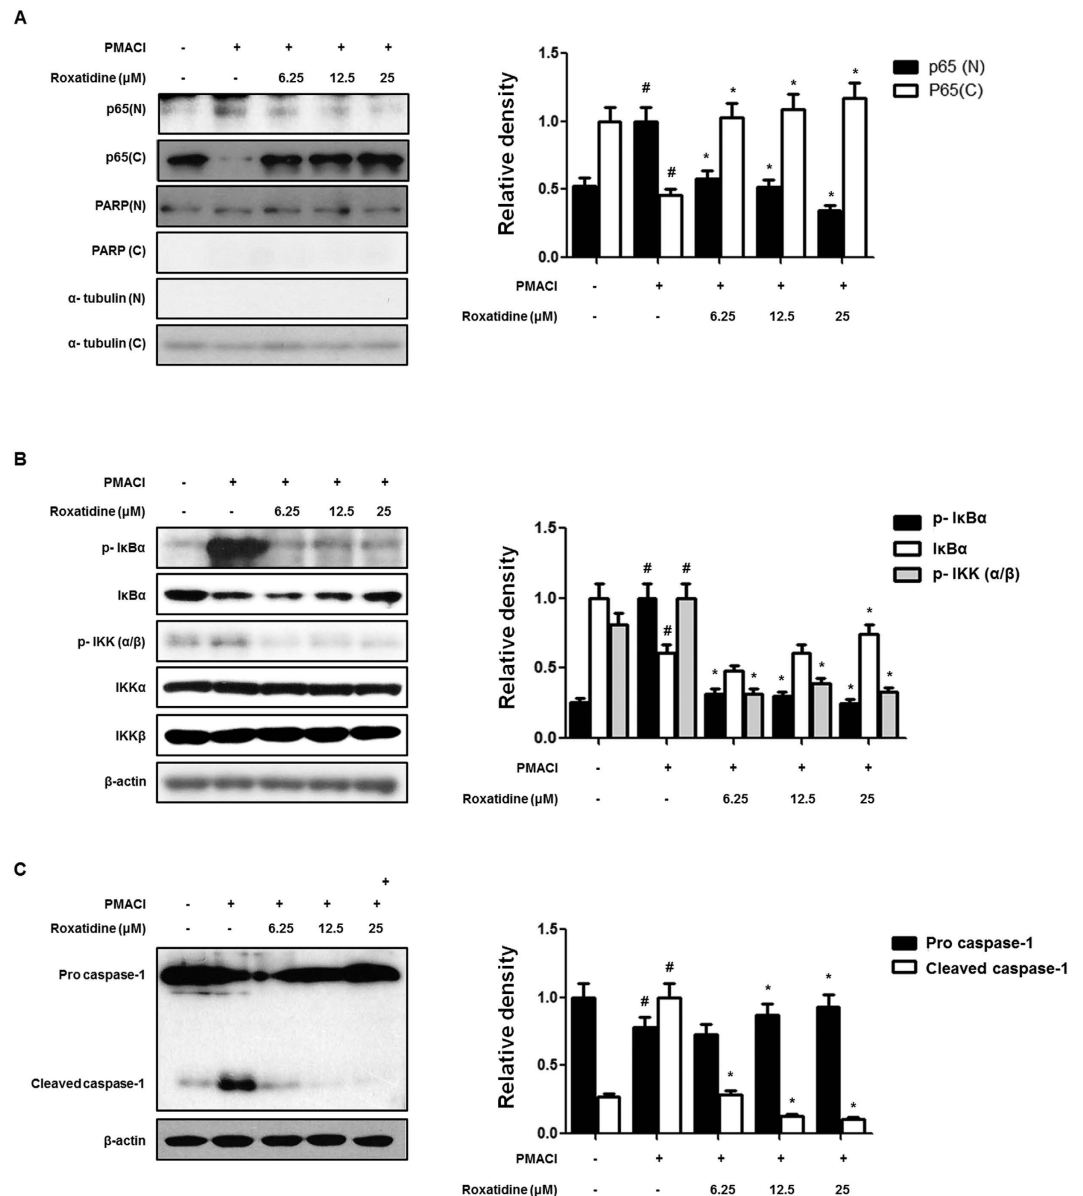 A
PMACI - + + + +
Roxatidine (μM) - - 6.25 12.5 25
p65(N)
p65(C)
PARP(N)
PARP (C)
α- tubulin (N)
α- tubulin (C)
Relative density
1.5
1.0
0.5
0.0
# # * * * * * *
p65 (N)
P65(C)
PMACI - + + + +
Roxatidine (μM) - - 6.25 12.5 25
B
PMACI - + + + +
Roxatidine (μM) - - 6.25 12.5 25
p- IκBα
IκBα
p- IKK (α/β)
IKKα
IKKβ
β-actin
Relative density
1.5
1.0
0.5
0.0
# # # * * * * * * *
p- IκBα
IκBα
p- IKK (α/β)
PMACI - + + + +
Roxatidine (μM) - - 6.25 12.5 25
C
+
PMACI - + + + +
Roxatidine (μM) - - 6.25 12.5 25
Pro caspase-1
Cleaved caspase-1
β-actin
Relative density
1.5
1.0
0.5
0.0
# # * * * * *
Pro caspase-1
Cleaved caspase-1
PMACI - + + + +
Roxatidine (μM) - - 6.25 12.5 25